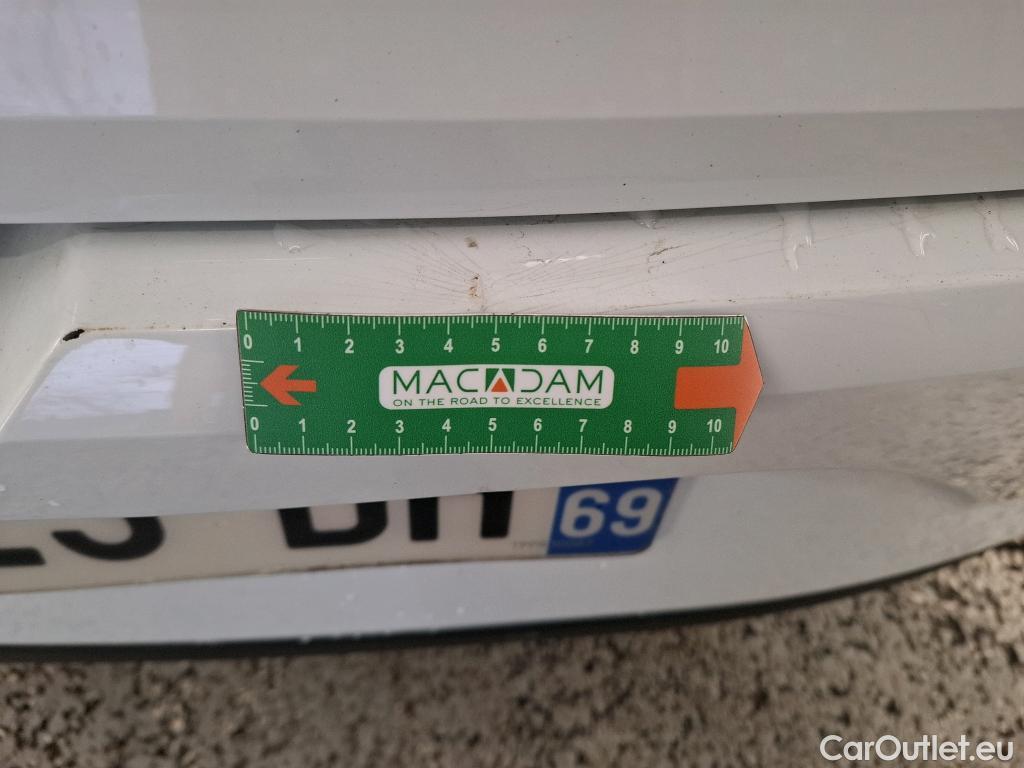 0 1 2 3 4 5 6 7 8 9 10
MACADAM
ON THE ROAD TO EXCELLENCE
0 1 2 3 4 5 6 7 8 9 10
69
CarOutlet.eu